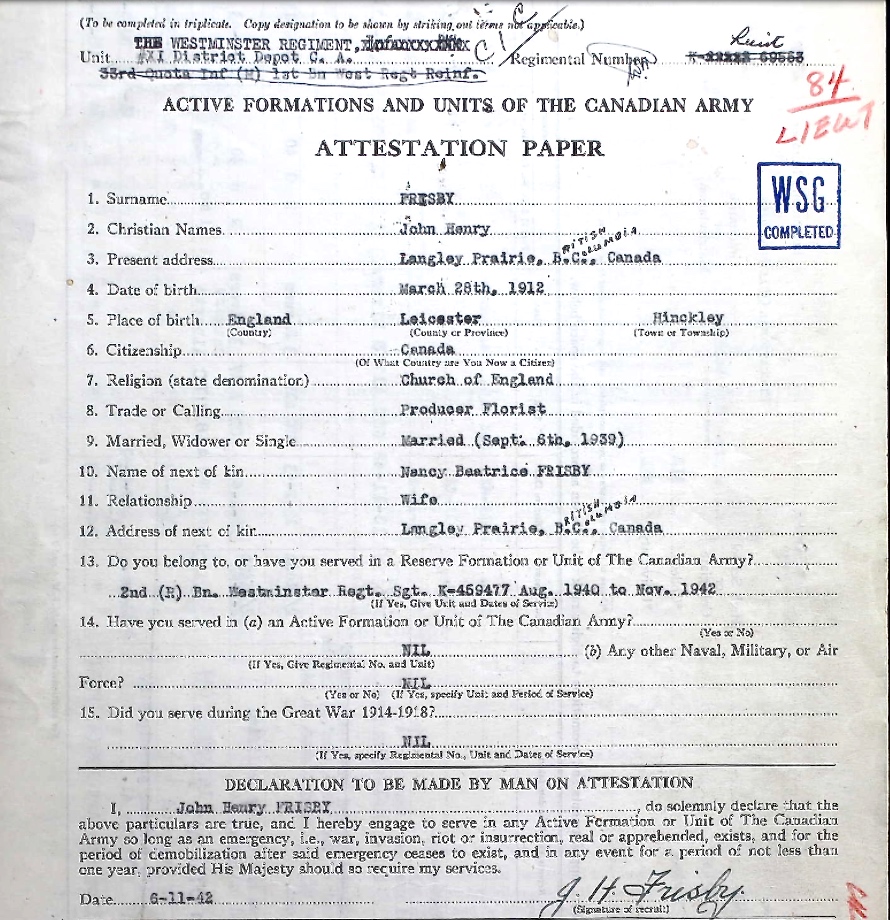 (To be completed in triplicate. Copy designation to be shown by striking out terms not applicable.)
THE WESTMINSTER REGIMENT,
Unit #XI District Depot C. A. Regimental Number K- 69553 Lieut
33rd Quota Inf (M) 1st Bn West Regt Reinf.
84
LIEUT
ACTIVE FORMATIONS AND UNITS OF THE CANADIAN ARMY
ATTESTATION PAPER
WSG
COMPLETED
1. Surname FRISBY
2. Christian Names John Henry
3. Present address Langley Prairie, B.C., Canada
RITISH OLUMBIA
4. Date of birth March 28th, 1912
5. Place of birth England Leicester Hinckley
(Country) (County or Province) (Town or Township)
6. Citizenship Canada
(Of What Country are You Now a Citizen)
7. Religion (state denomination) Church of England
8. Trade or Calling Producer Florist
9. Married, Widower or Single Married (Sept. 6th, 1939)
10. Name of next of kin Nancy Beatrice FRISBY
11. Relationship Wife
12. Address of next of kin Langley Prairie, B.C., Canada
RITISH OLUMBIA
13. Do you belong to, or have you served in a Reserve Formation or Unit of The Canadian Army?
2nd (R) Bn. Westminster Regt. Sgt. K-469477 Aug. 1940 to Nov. 1942
(If Yes, Give Unit and Dates of Service)
14. Have you served in (a) an Active Formation or Unit of The Canadian Army?
(Yes or No)
NIL (b) Any other Naval, Military, or Air
(If Yes, Give Regimental No. and Unit)
Force? NIL
(Yes or No) (If Yes, specify Unit and Period of Service)
15. Did you serve during the Great War 1914-1918?
NIL
(If Yes, specify Regimental No., Unit and Dates of Service)
DECLARATION TO BE MADE BY MAN ON ATTESTATION
I, John Henry FRISBY, do solemnly declare that the
above particulars are true, and I hereby engage to serve in any Active Formation or Unit of The Canadian
Army so long as an emergency, i.e., war, invasion, riot or insurrection, real or apprehended, exists, and for the
period of demobilization after said emergency ceases to exist, and in any event for a period of not less than
one year, provided His Majesty should so require my services.
Date 6-11-42 J. H. Frisby.
(Signature of recruit)